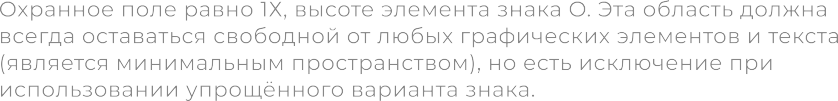 Охранное поле равно 1Х, высоте элемента знака О. Эта область должна
всегда оставаться свободной от любых графических элементов и текста
(является минимальным пространством), но есть исключение при
использовании упрощённого варианта знака.